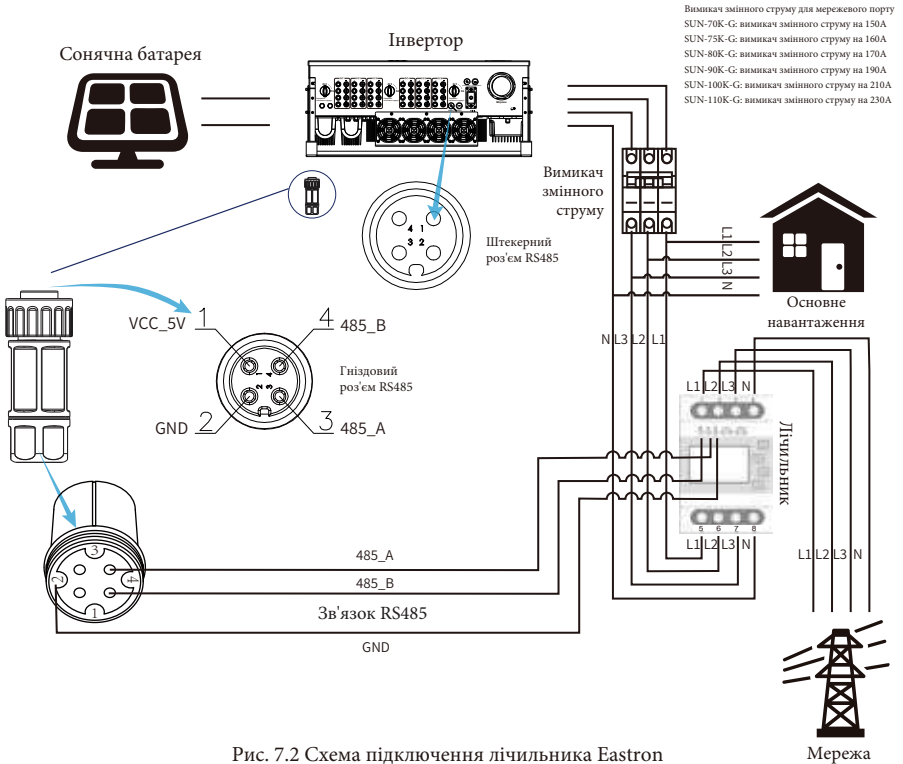 Вимикач змінного струму для мережевого порту
SUN-70K-G: вимикач змінного струму на 150A
SUN-75K-G: вимикач змінного струму на 160A
SUN-80K-G: вимикач змінного струму на 170A
SUN-90K-G: вимикач змінного струму на 190A
SUN-100K-G: вимикач змінного струму на 210A
SUN-110K-G: вимикач змінного струму на 230A
Сонячна батарея
Інвертор
Вимикач
змінного
струму
4 1
3 2
Штекерний
роз'єм RS485
L1
L2
L3
N
Основне
навантаження
VCC_5V 1
4 485_B
1 4
2 3
Гніздовий
роз'єм RS485
GND 2
3 485_A
N L3 L2 L1
L1 L2 L3 N
Лічильник
5 6 7 8
L1 L2 L3 N
L1 L2 L3 N
3
2 4
1
485_A
485_B
Зв'язок RS485
GND
Мережа
Рис. 7.2 Схема підключення лічильника Eastron